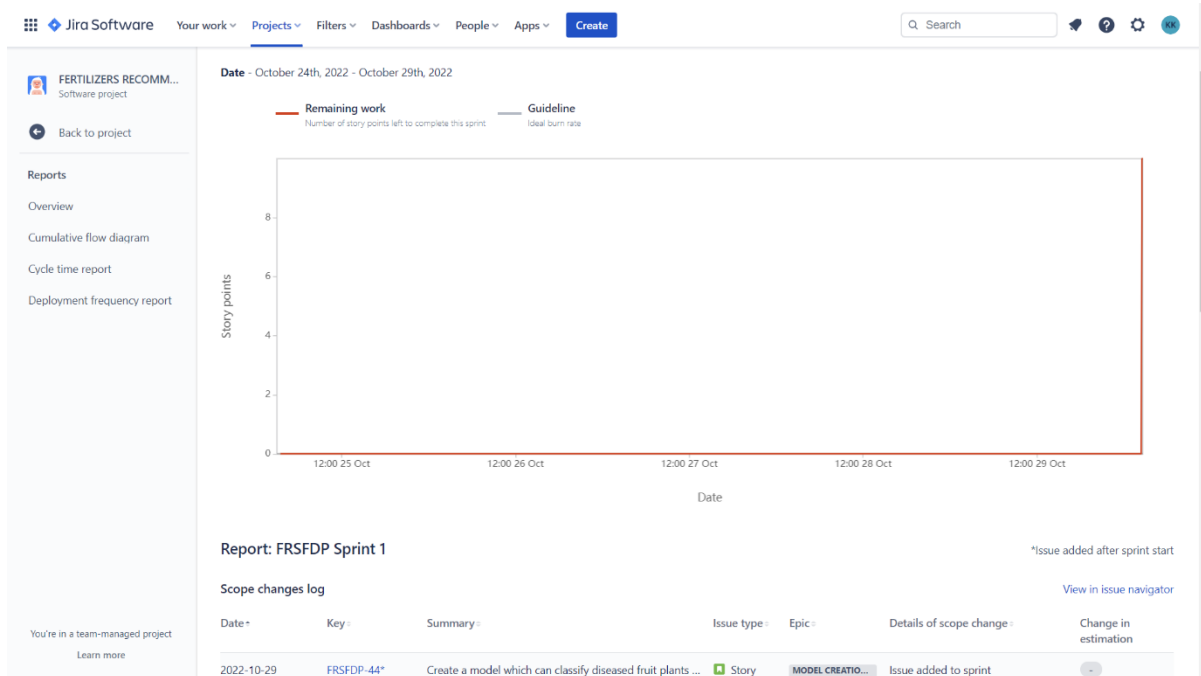 Jira Software Your work Projects Filters Dashboards People Apps Create Search KK
FERTILIZERS RECOMM...
Software project
Back to project
Reports
Overview
Cumulative flow diagram
Cycle time report
Deployment frequency report
You're in a team-managed project
Learn more
Date - October 24th, 2022 - October 29th, 2022
Remaining work
Number of story points left to complete this sprint
Guideline
Ideal burn rate
Story points
8
6
4
2
0
12:00 25 Oct 12:00 26 Oct 12:00 27 Oct 12:00 28 Oct 12:00 29 Oct
Date
Report: FRSFDP Sprint 1
*Issue added after sprint start
Scope changes log
View in issue navigator
Date Key Summary Issue type Epic Details of scope change Change in estimation
2022-10-29 FRSFDP-44* Create a model which can classify diseased fruit plants ... Story MODEL CREATIO... Issue added to sprint -